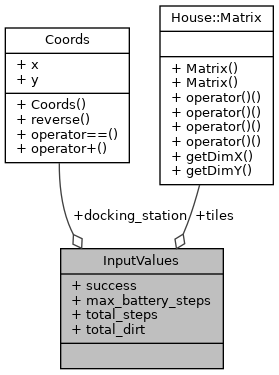 Coords
+ x
+ y
+ Coords()
+ reverse()
+ operator==()
+ operator+()
House::Matrix
+ Matrix()
+ Matrix()
+ operator()()
+ operator()()
+ operator()()
+ operator()()
+ getDimX()
+ getDimY()
+docking_station
+tiles
InputValues
+ success
+ max_battery_steps
+ total_steps
+ total_dirt